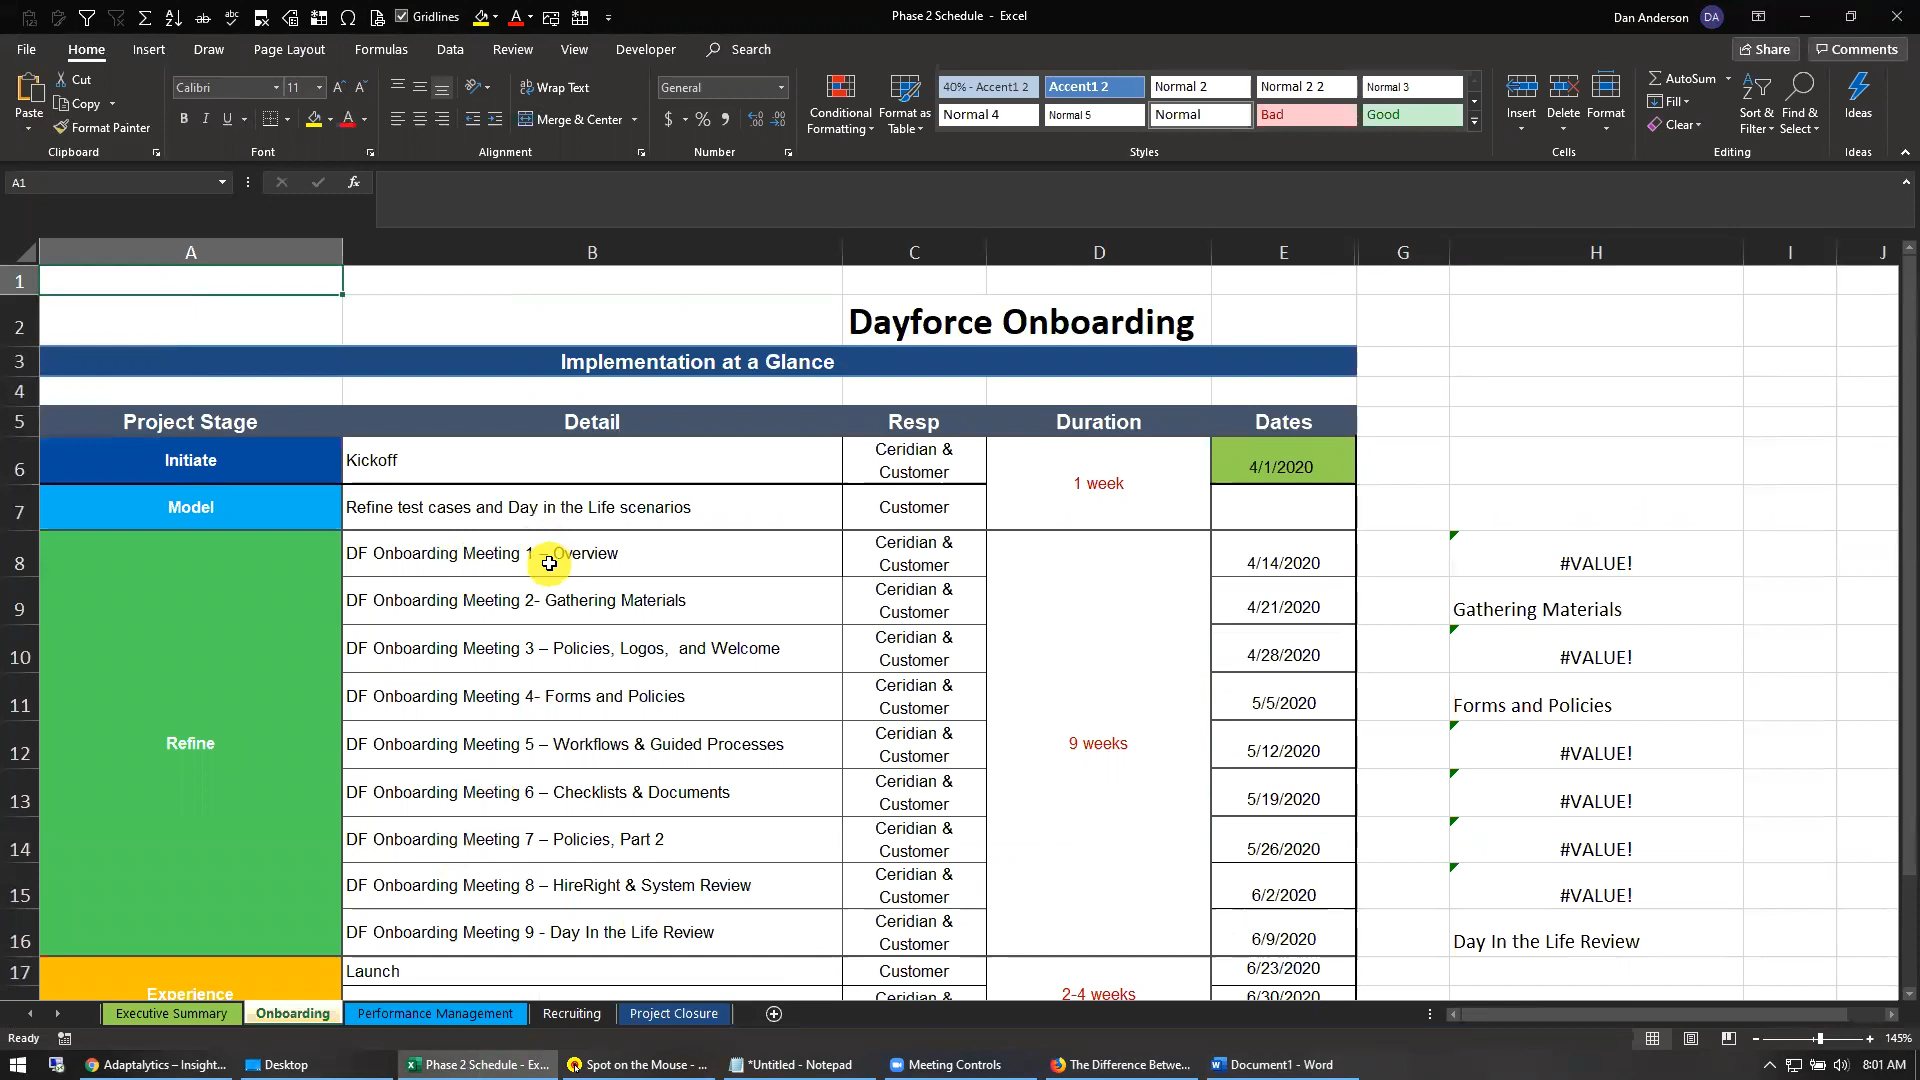 Gridlines
Phase 2 Schedule - Excel
Dan Anderson DA
File Home Insert Draw Page Layout Formulas Data Review View Developer Search Share Comments
Paste Cut Copy Format Painter
Calibri 11
Wrap Text
Merge & Center
General
Conditional Formatting
Format as Table
40% - Accent1 2 Accent1 2 Normal 2 Normal 2 2 Normal 3
Normal 4 Normal 5 Normal Bad Good
Insert Delete Format
AutoSum Fill Clear
Sort & Filter
Find & Select
Ideas
Clipboard Font Alignment Number Styles Cells Editing Ideas
A1 fx
A B C D E G H I J
1
2 Dayforce Onboarding
3 Implementation at a Glance
4
5 Project Stage Detail Resp Duration Dates
6 Initiate Kickoff Ceridian & Customer 1 week 4/1/2020
7 Model Refine test cases and Day in the Life scenarios Customer
8 DF Onboarding Meeting 1 – Overview Ceridian & Customer 4/14/2020 #VALUE!
9 DF Onboarding Meeting 2- Gathering Materials Ceridian & Customer 4/21/2020 Gathering Materials
10 DF Onboarding Meeting 3 – Policies, Logos,  and Welcome Ceridian & Customer 4/28/2020 #VALUE!
11 DF Onboarding Meeting 4- Forms and Policies Ceridian & Customer 5/5/2020 Forms and Policies
12 Refine DF Onboarding Meeting 5 – Workflows & Guided Processes Ceridian & Customer 9 weeks 5/12/2020 #VALUE!
13 DF Onboarding Meeting 6 – Checklists & Documents Ceridian & Customer 5/19/2020 #VALUE!
14 DF Onboarding Meeting 7 – Policies, Part 2 Ceridian & Customer 5/26/2020 #VALUE!
15 DF Onboarding Meeting 8 – HireRight & System Review Ceridian & Customer 6/2/2020 #VALUE!
16 DF Onboarding Meeting 9 - Day In the Life Review Ceridian & Customer 6/9/2020 Day In the Life Review
17 Launch Customer 6/23/2020
Experience Ceridian & 2-4 weeks 6/30/2020
Executive Summary Onboarding Performance Management Recruiting Project Closure
Ready 145%
Adaptalytics – Insight... Desktop Phase 2 Schedule - Ex... Spot on the Mouse - ... *Untitled - Notepad Meeting Controls The Difference Betwe... Document1 - Word 8:01 AM